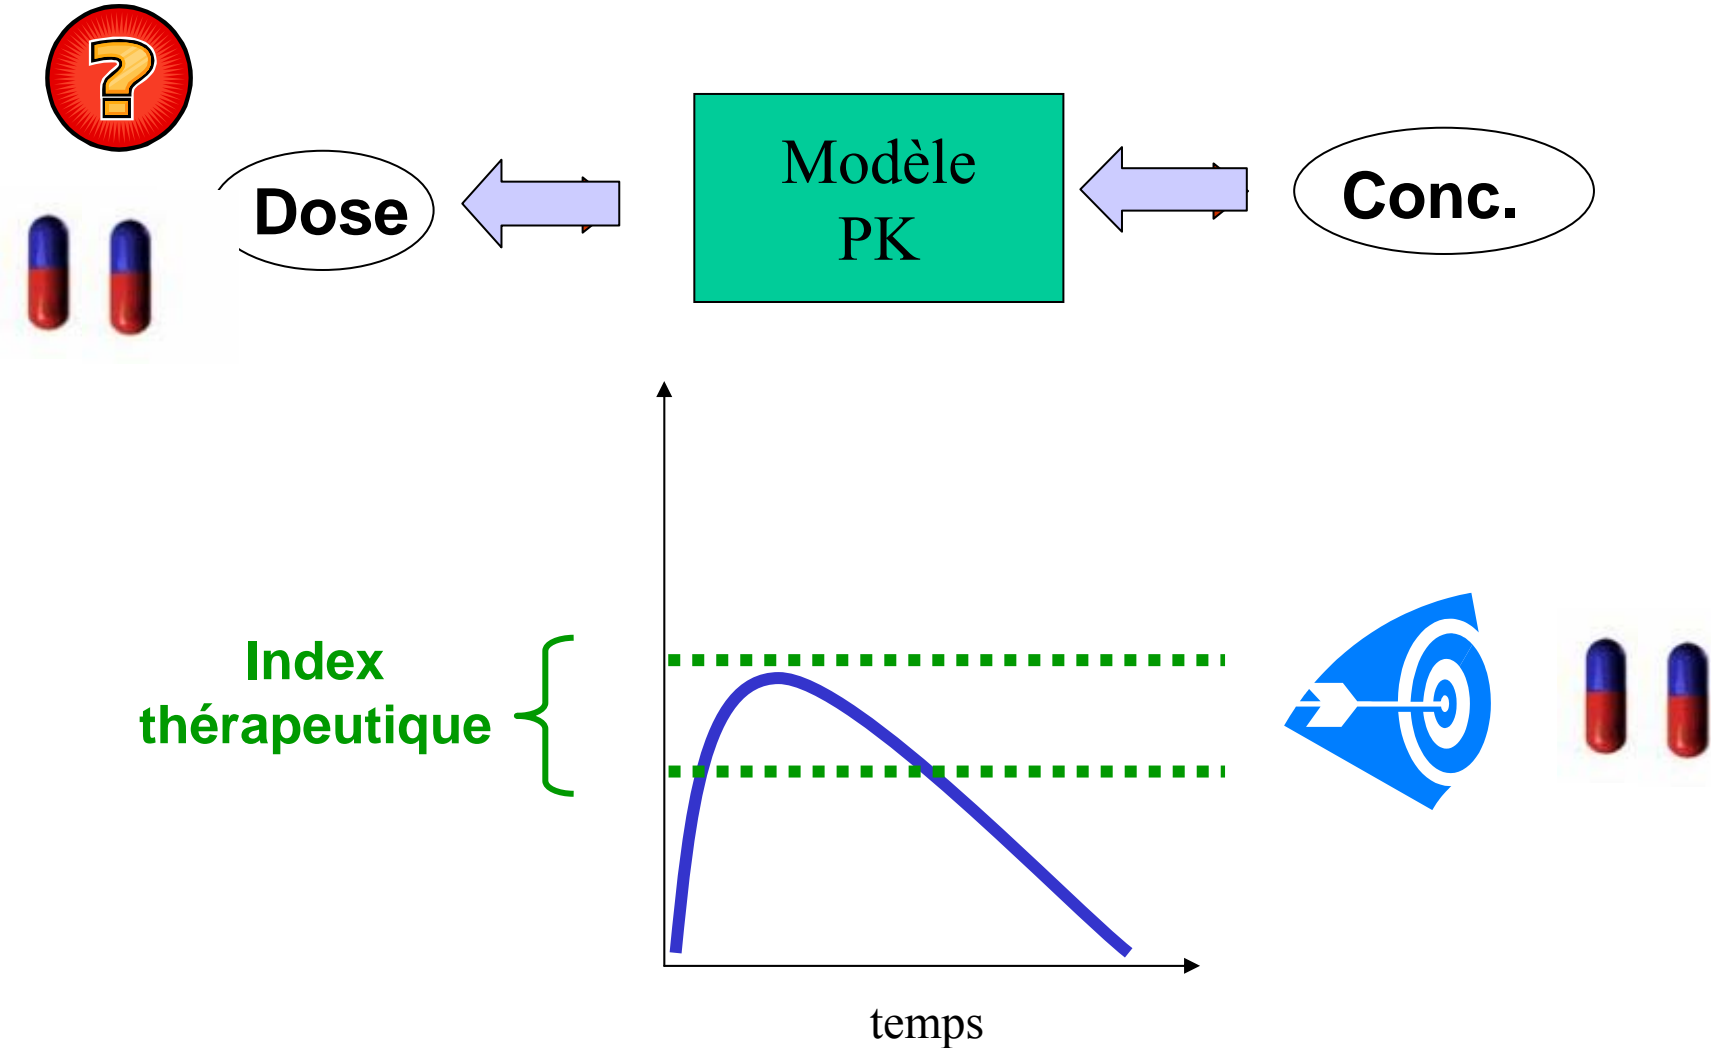 ?
Dose
Modèle
PK
Conc.
Index
thérapeutique
temps